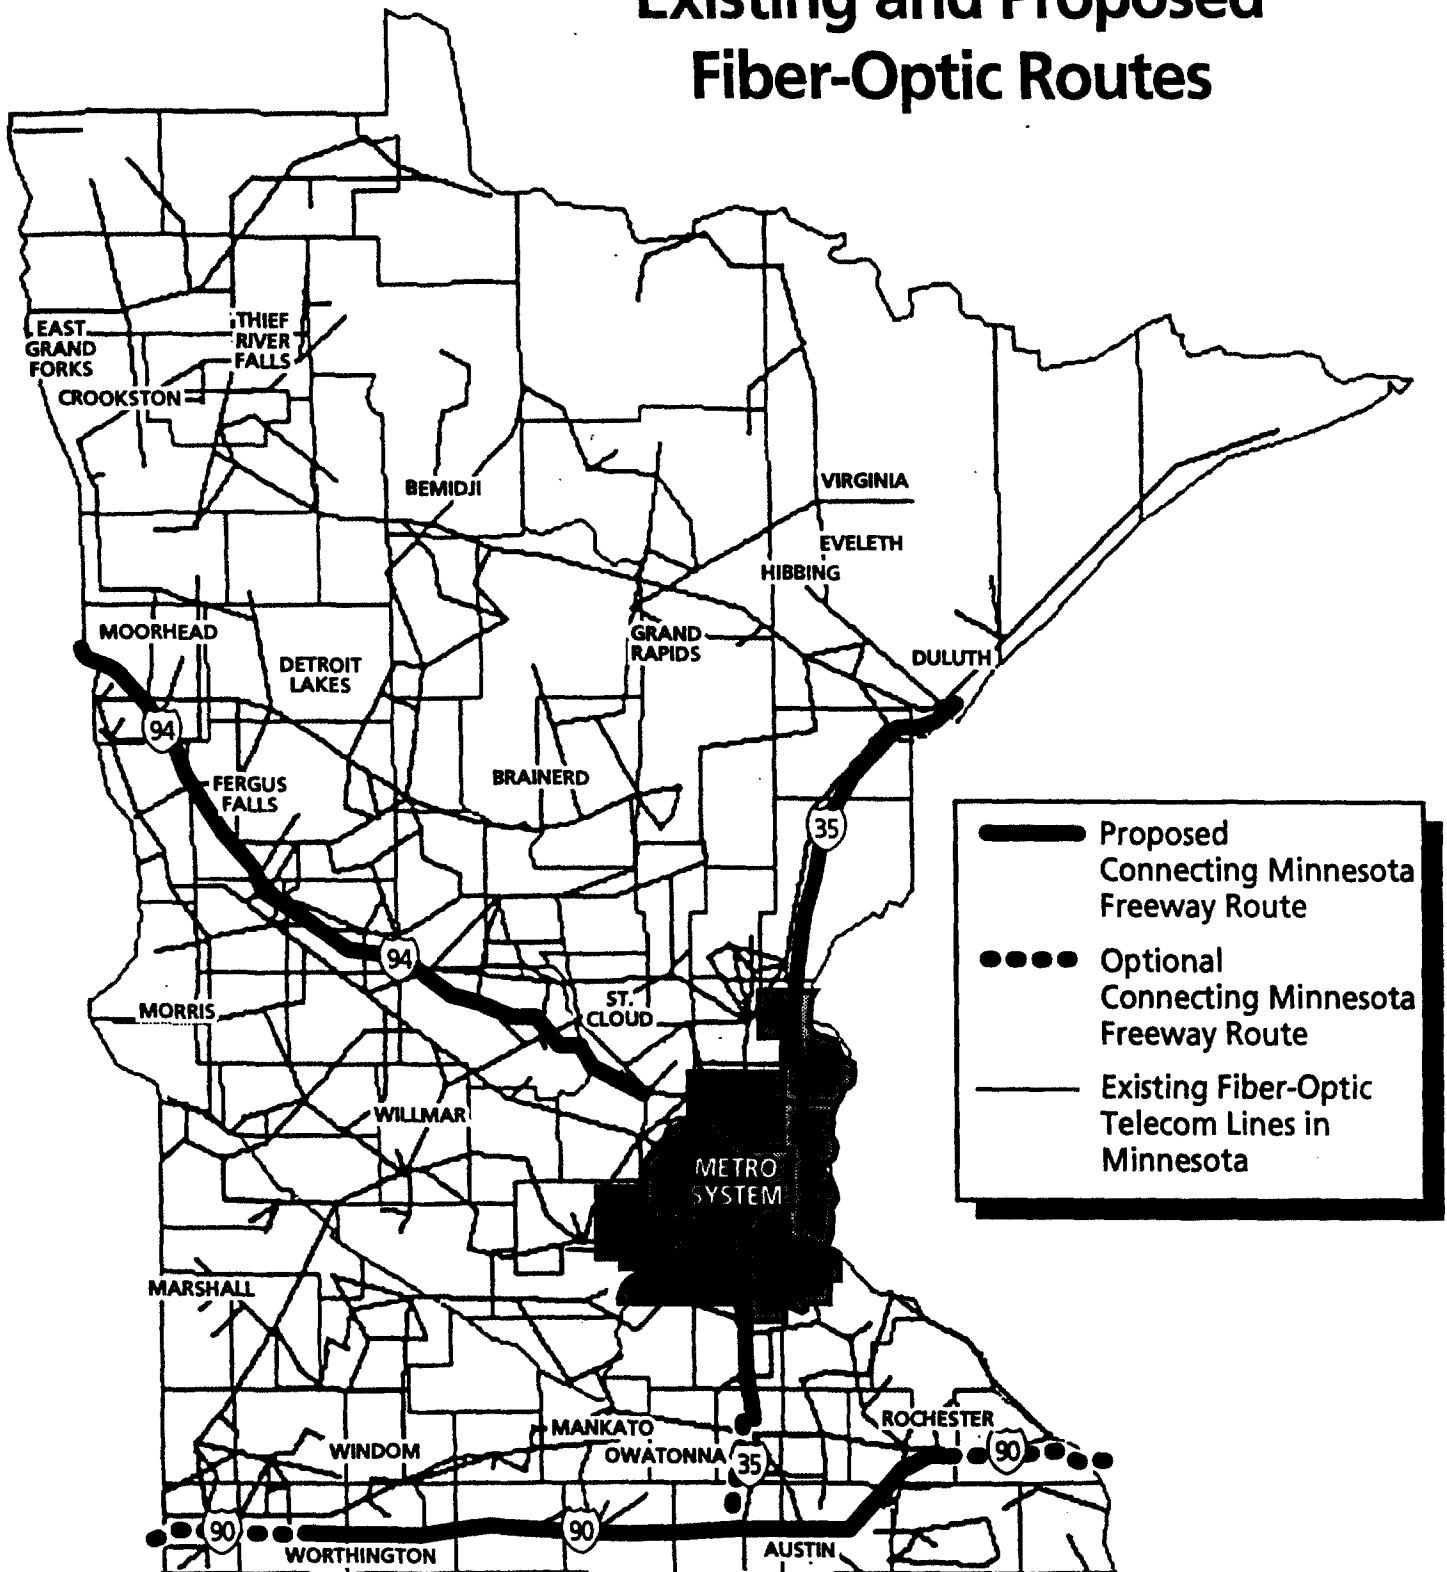 Existing and Proposed
Fiber-Optic Routes
EAST
GRAND
FORKS
THIEF
RIVER
FALLS
CROOKSTON
BEMIDJI
VIRGINIA
EVELETH
HIBBING
MOORHEAD
GRAND
RAPIDS
DETROIT
LAKES
DULUTH
94
FERGUS
FALLS
BRAINERD
35
Proposed
Connecting Minnesota
Freeway Route
Optional
Connecting Minnesota
Freeway Route
Existing Fiber-Optic
Telecom Lines in
Minnesota
94
MORRIS
ST.
CLOUD
WILLMAR
METRO
SYSTEM
MARSHALL
ROCHESTER
MANKATO
WINDOM
OWATONNA
35
90
90
90
WORTHINGTON
AUSTIN